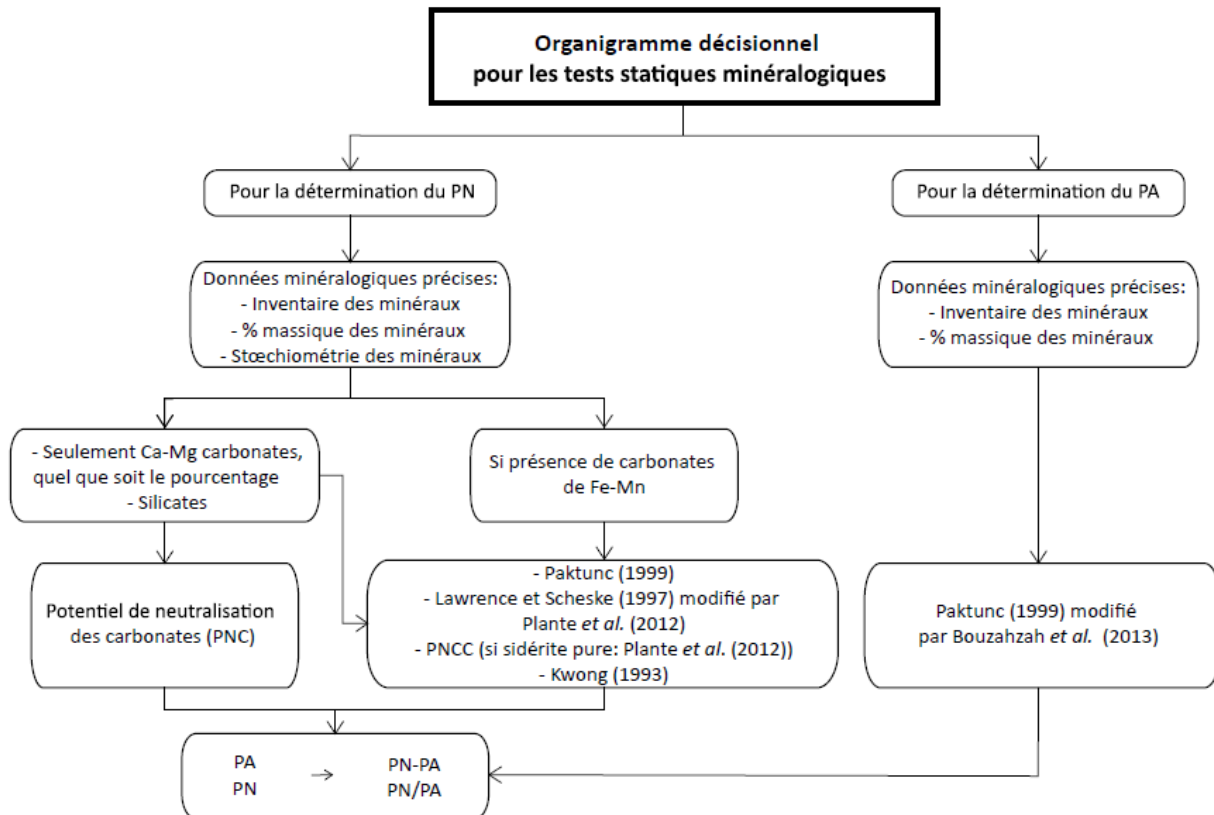 Organigramme décisionnel
pour les tests statiques minéralogiques
Pour la détermination du PN
Pour la détermination du PA
Données minéralogiques précises:
- Inventaire des minéraux
- % massique des minéraux
- Stœchiométrie des minéraux
Données minéralogiques précises:
- Inventaire des minéraux
- % massique des minéraux
- Seulement Ca-Mg carbonates,
quel que soit le pourcentage
- Silicates
Si présence de carbonates
de Fe-Mn
Potentiel de neutralisation
des carbonates (PNC)
- Paktunc (1999)
- Lawrence et Scheske (1997) modifié par
Plante et al. (2012)
- PNCC (si sidérite pure: Plante et al. (2012))
- Kwong (1993)
Paktunc (1999) modifié
par Bouzahzah et al. (2013)
PA → PN-PA
PN PN/PA